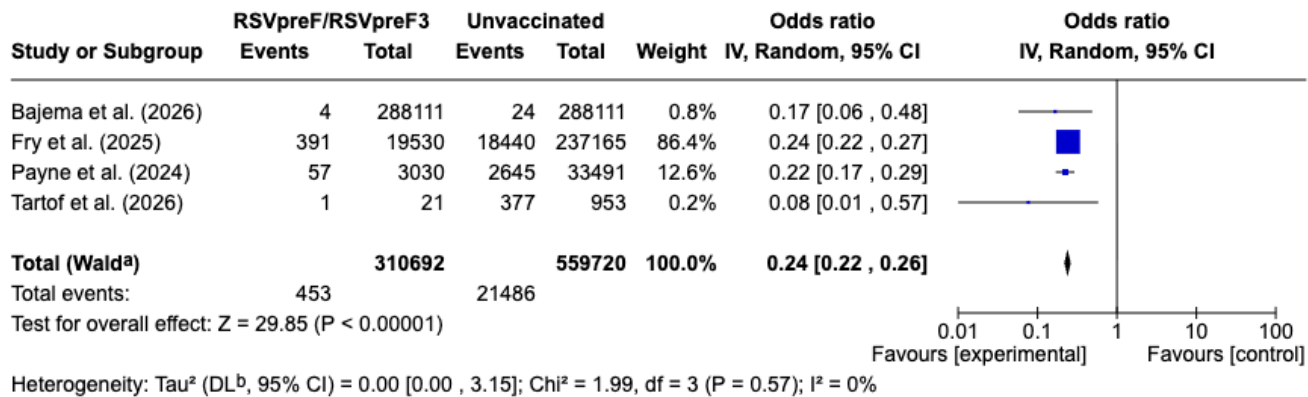 RSVpreF/RSVpreF3 Unvaccinated Odds ratio Odds ratio
Study or Subgroup Events Total Events Total Weight IV, Random, 95% CI IV, Random, 95% CI
Bajema et al. (2026) 4 288111 24 288111 0.8% 0.17 [0.06 , 0.48]
Fry et al. (2025) 391 19530 18440 237165 86.4% 0.24 [0.22 , 0.27]
Payne et al. (2024) 57 3030 2645 33491 12.6% 0.22 [0.17 , 0.29]
Tartof et al. (2026) 1 21 377 953 0.2% 0.08 [0.01 , 0.57]
Total (Waldᵃ) 310692 559720 100.0% 0.24 [0.22 , 0.26]
Total events: 453 21486
Test for overall effect: Z = 29.85 (P < 0.00001)
0.01 0.1 1 10 100
Favours [experimental] Favours [control]
Heterogeneity: Tau² (DLᵇ, 95% CI) = 0.00 [0.00 , 3.15]; Chi² = 1.99, df = 3 (P = 0.57); I² = 0%